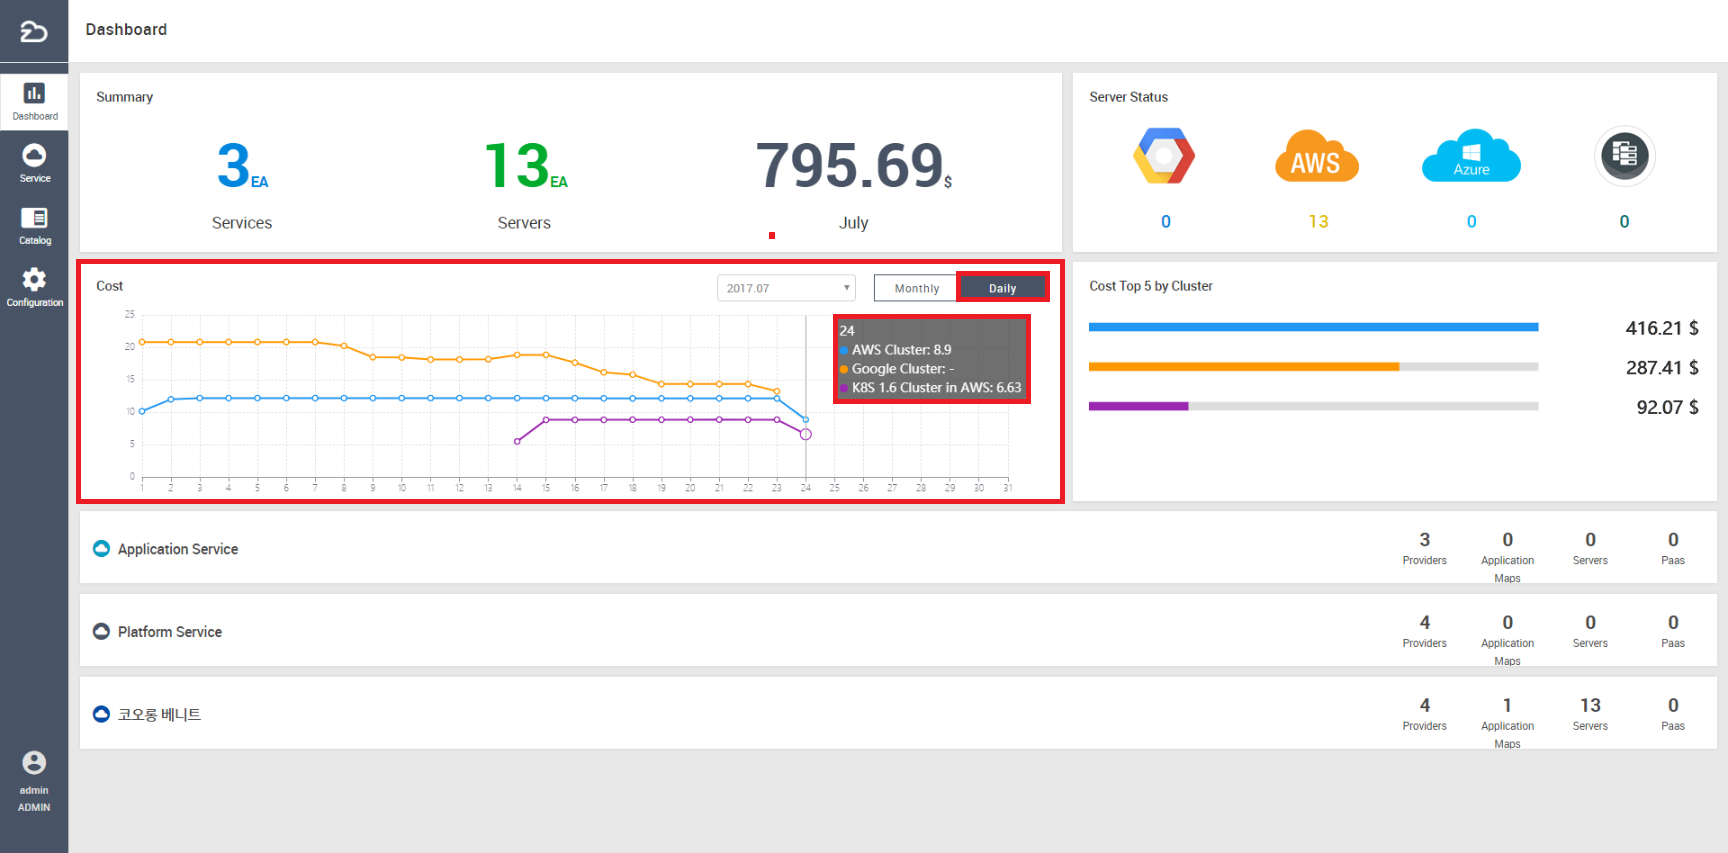 Dashboard
Dashboard
Service
Catalog
Configuration
admin
ADMIN
Summary
3 EA
Services
13 EA
Servers
795.69 $
July
Server Status
AWS
Azure
0
13
0
0
Cost
2017.07
Monthly
Daily
25
20
15
10
5
0
1 2 3 4 5 6 7 8 9 10 11 12 13 14 15 16 17 18 19 20 21 22 23 24 25 26 27 28 29 30 31
24
AWS Cluster: 8.9
Google Cluster: -
K8S 1.6 Cluster in AWS: 6.63
Cost Top 5 by Cluster
416.21 $
287.41 $
92.07 $
Application Service
3 0 0 0
Providers Application Servers Paas
Maps
Platform Service
4 0 0 0
Providers Application Servers Paas
Maps
코오롱 베니트
4 1 13 0
Providers Application Servers Paas
Maps